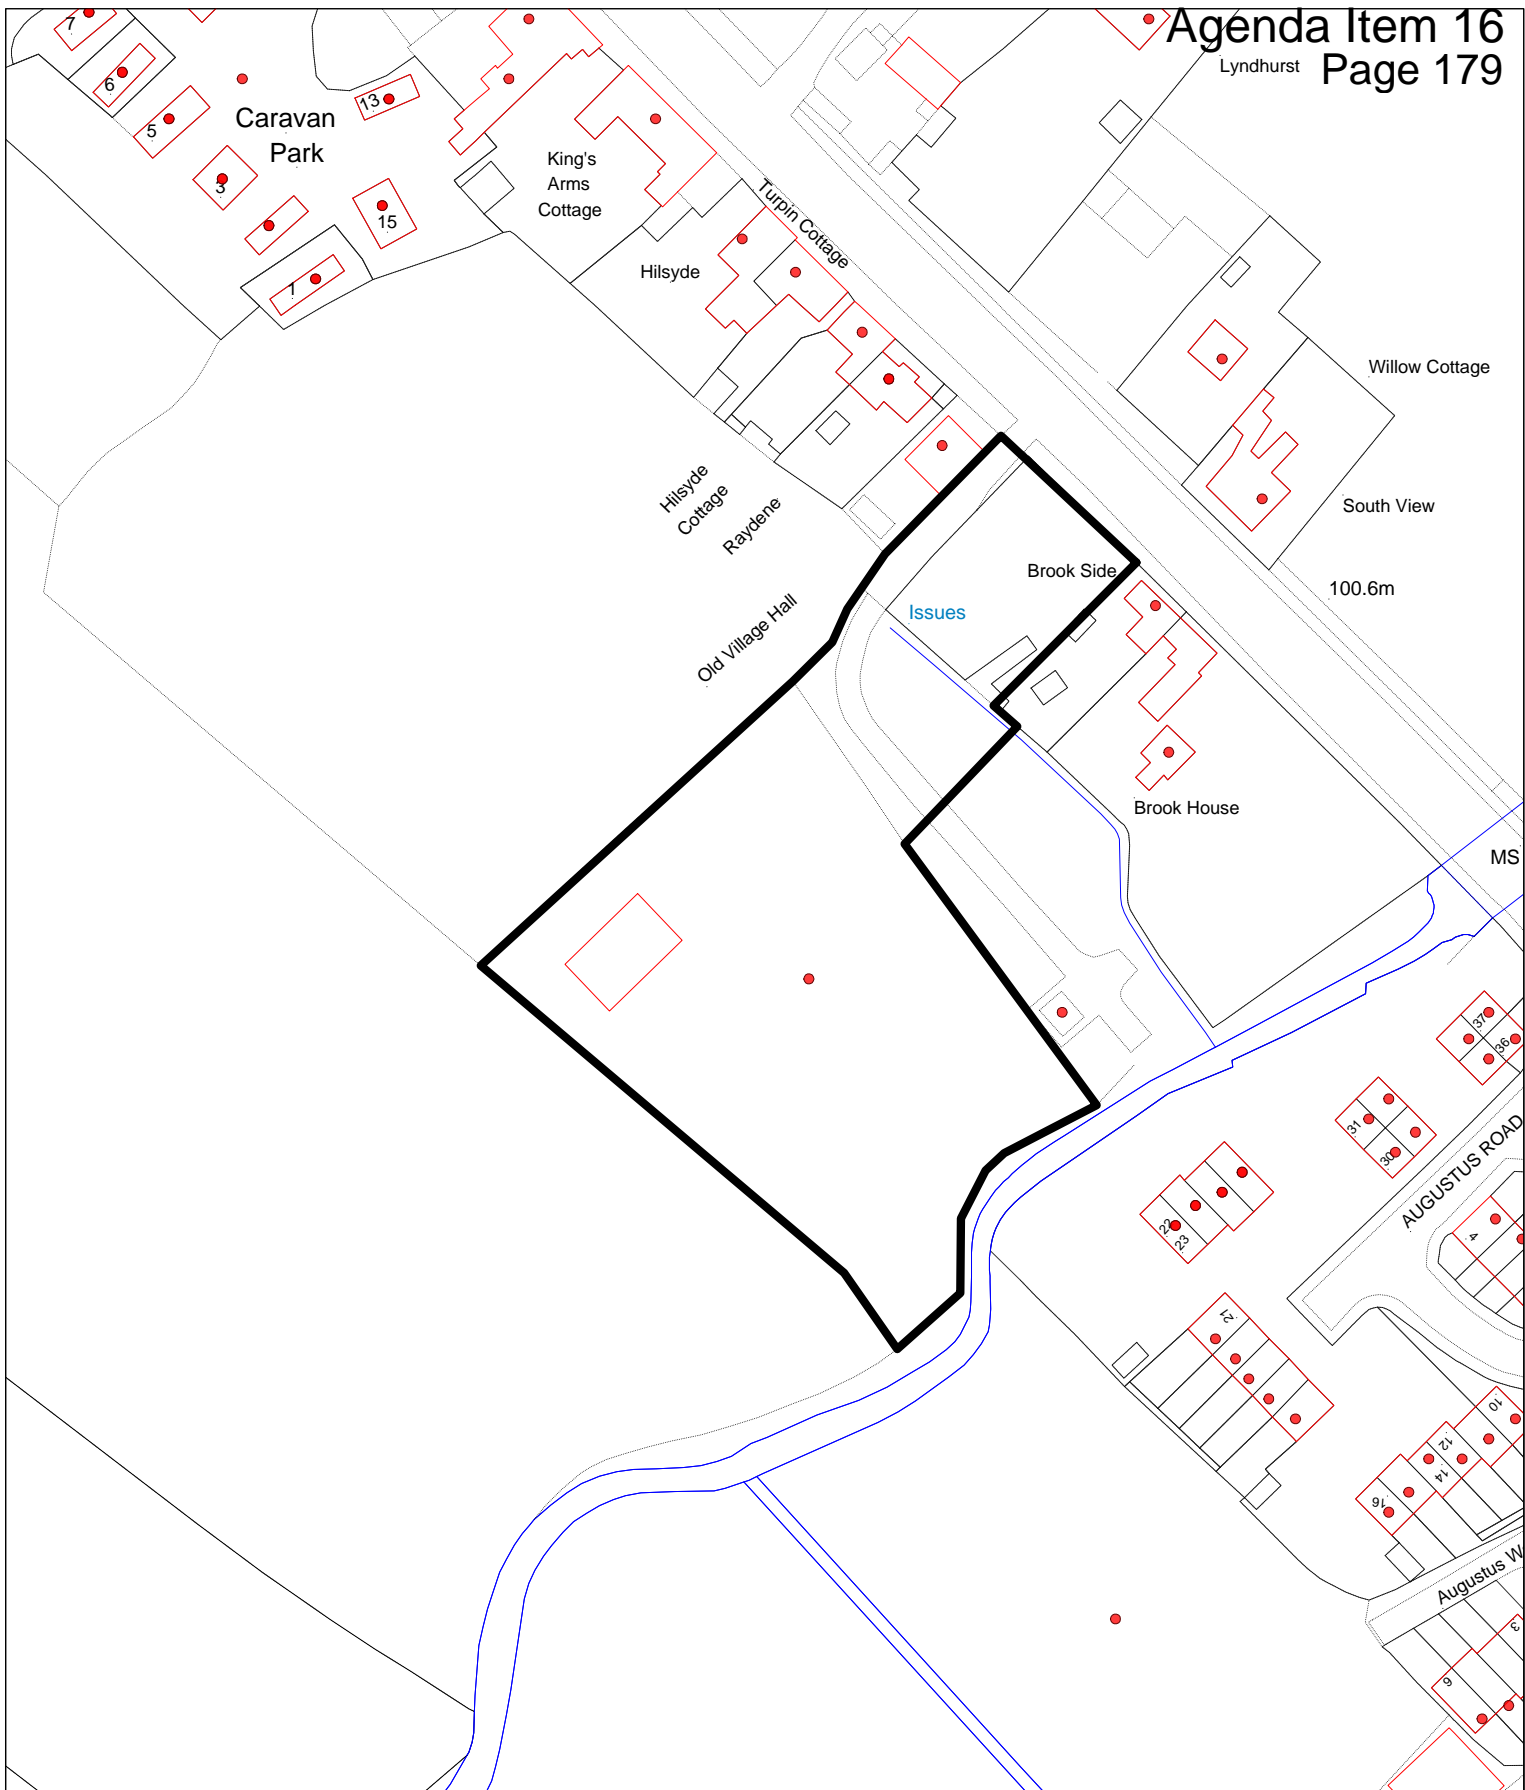 Agenda Item 16
Page 179
Lyndhurst
7
6
5
3
1
13
15
Caravan
Park
King's
Arms
Cottage
Turpin Cottage
Hilsyde
Willow Cottage
South View
100.6m
Hilsyde
Cottage
Raydene
Old Village Hall
Brook Side
Issues
Brook House
MS
37
36
31
30
AUGUSTUS ROAD
22
23
4
21
10
12
14
16
Augustus W
3
6